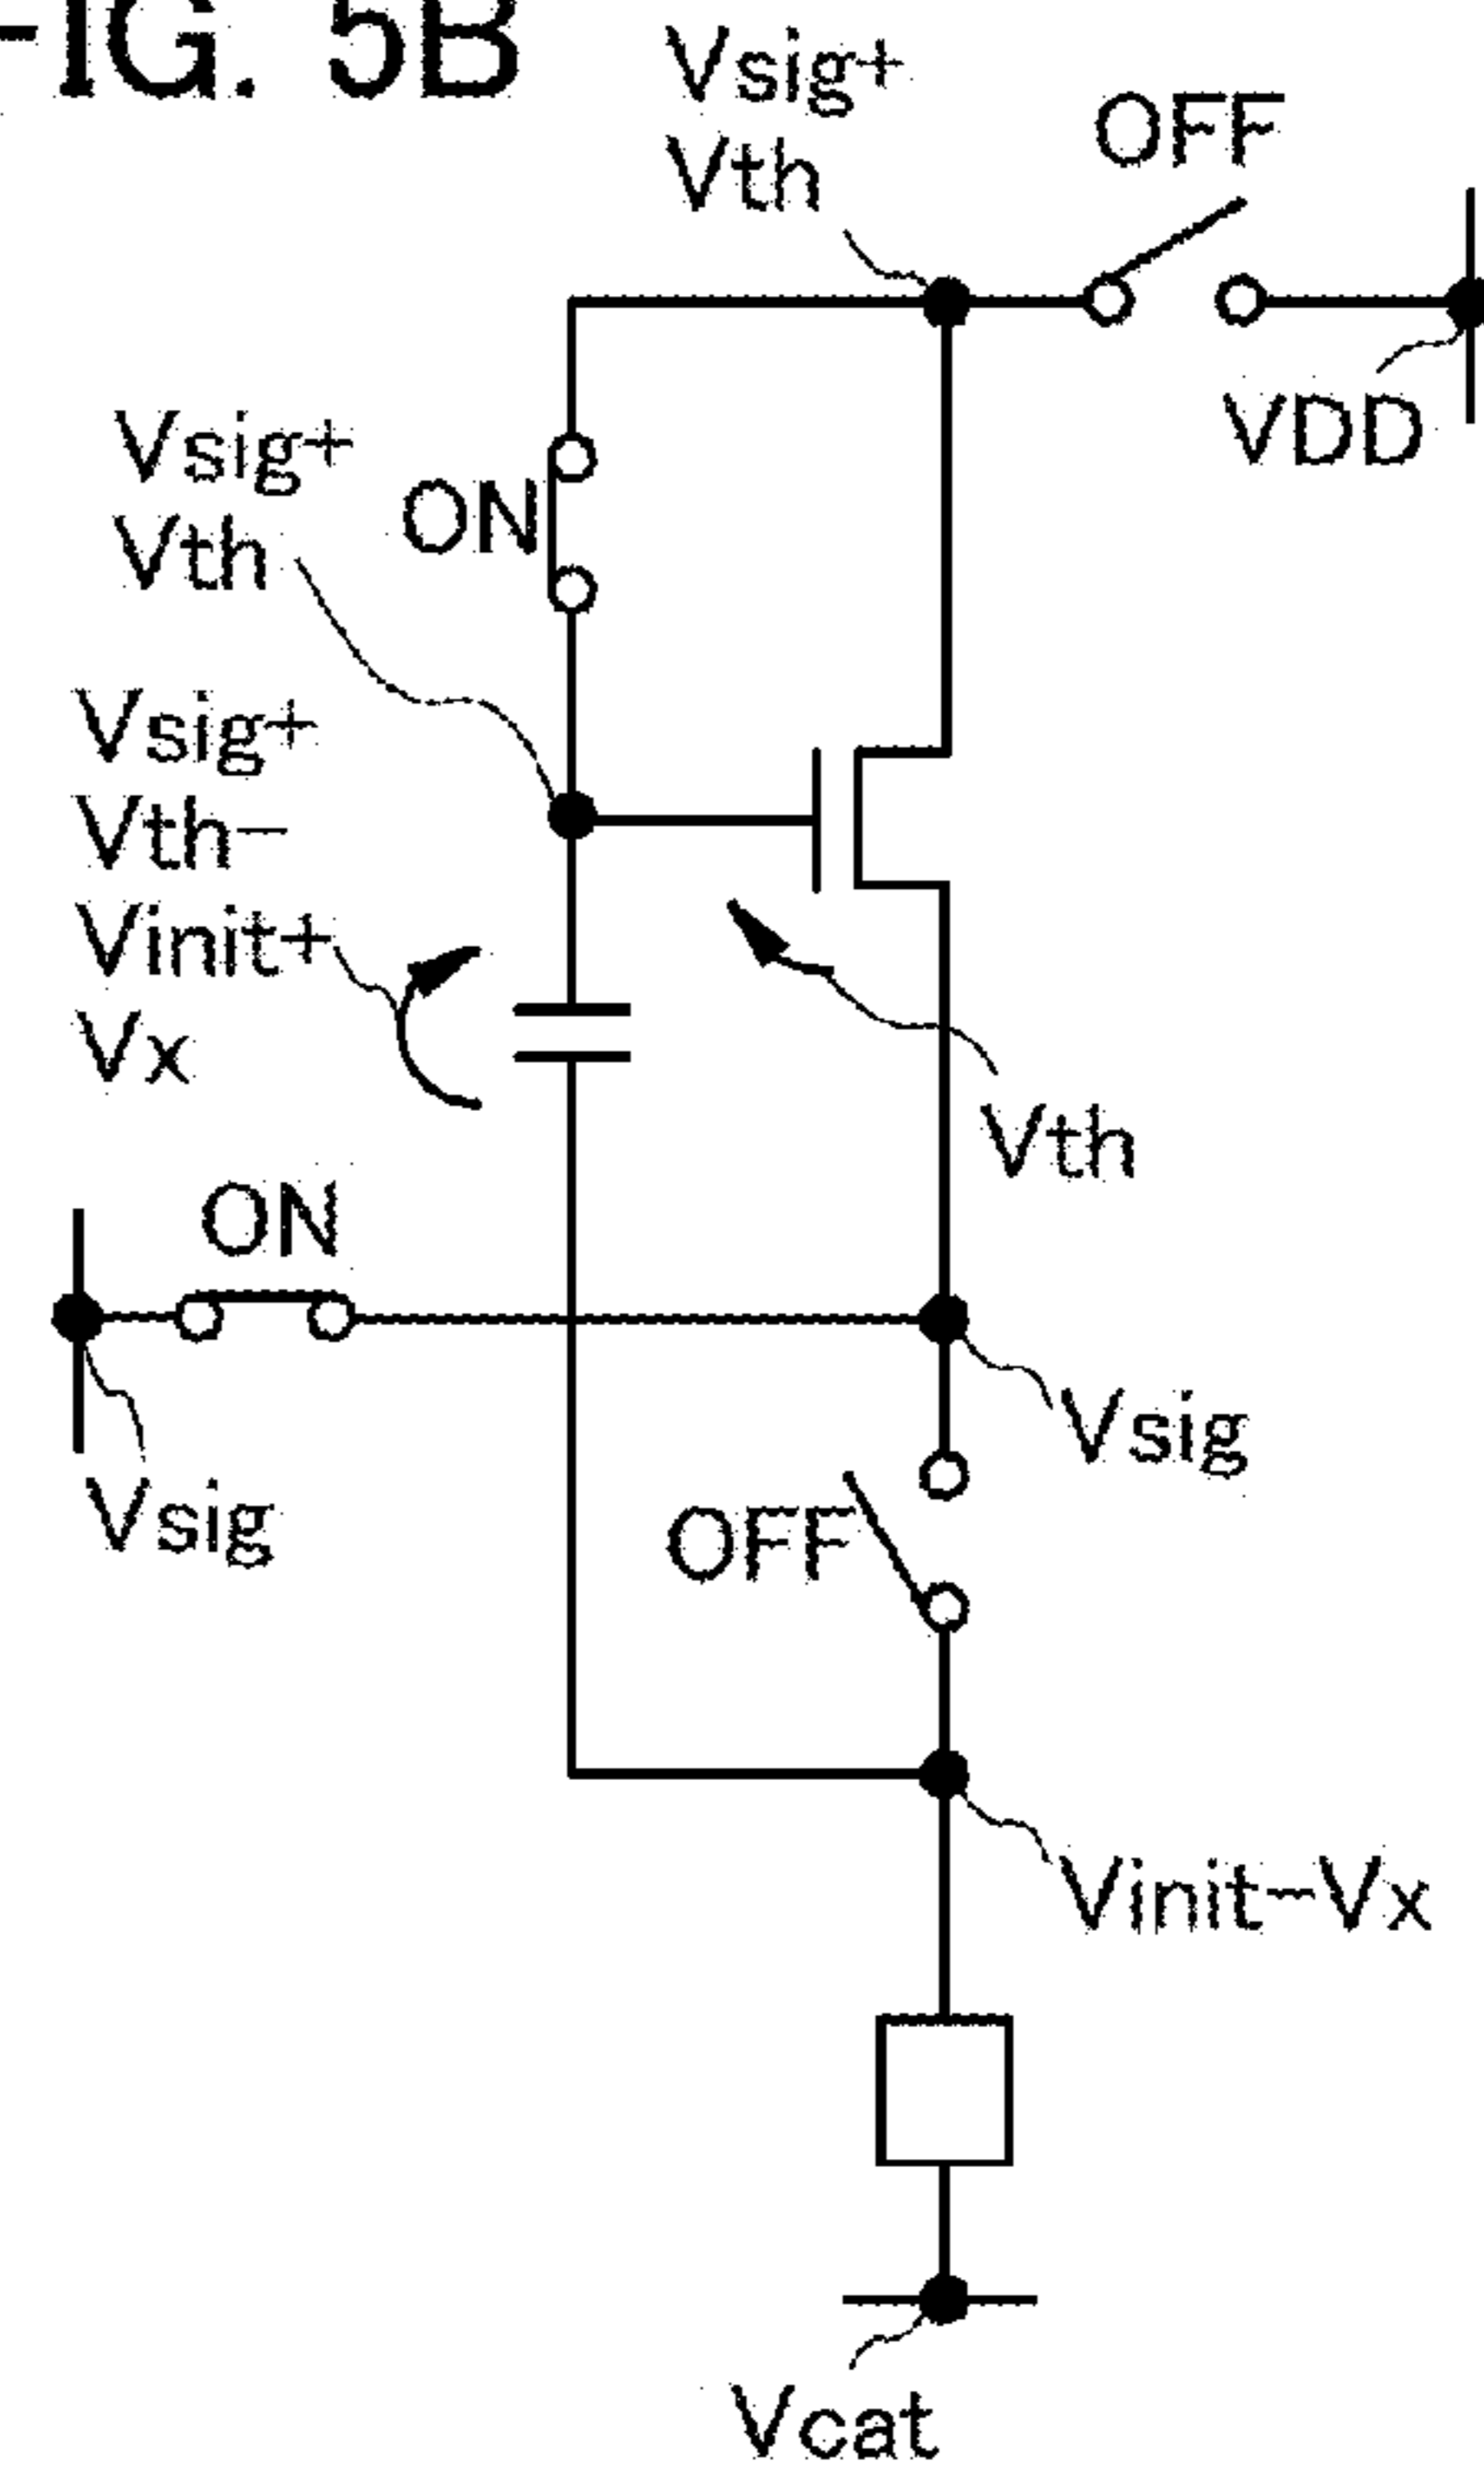 -IG. 5B
Vsig+
Vth
OFF
VDD
Vsig+
Vth
ON
Vsig+
Vth-
Vinit+
Vx
Vth
ON
Vsig
Vsig
OFF
Vinit-Vx
Vcat